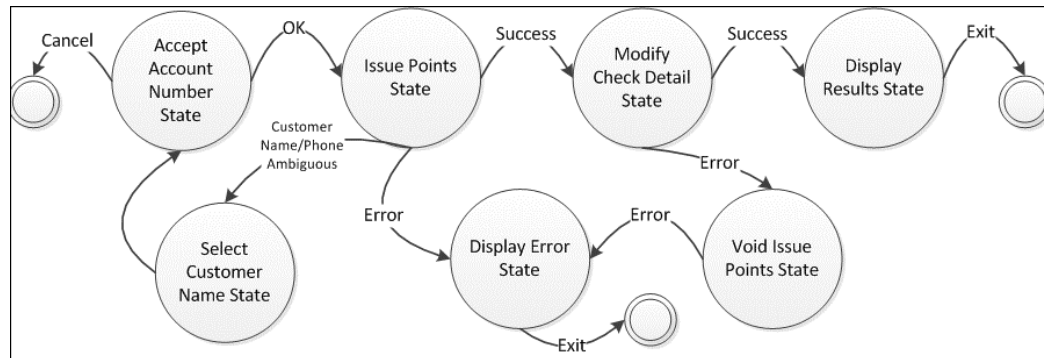 Cancel
Accept
Account
Number
State
OK
Issue Points
State
Success
Modify
Check Detail
State
Success
Display
Results State
Exit
Customer
Name/Phone
Ambiguous
Error
Error
Select
Customer
Name State
Display Error
State
Error
Void Issue
Points State
Exit